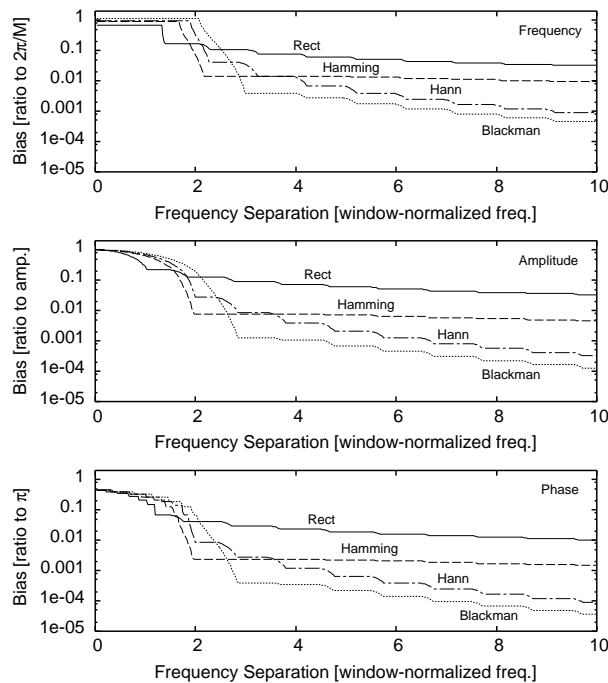 Bias [ratio to 2π/M]
1
0.1
0.01
0.001
1e-04
1e-05
Frequency
Rect
Hamming
Hann
Blackman
0 2 4 6 8 10
Frequency Separation [window-normalized freq.]
Bias [ratio to amp.]
1
0.1
0.01
0.001
1e-04
1e-05
Amplitude
Rect
Hamming
Hann
Blackman
0 2 4 6 8 10
Frequency Separation [window-normalized freq.]
Bias [ratio to π]
1
0.1
0.01
0.001
1e-04
1e-05
Phase
Rect
Hamming
Hann
Blackman
0 2 4 6 8 10
Frequency Separation [window-normalized freq.]